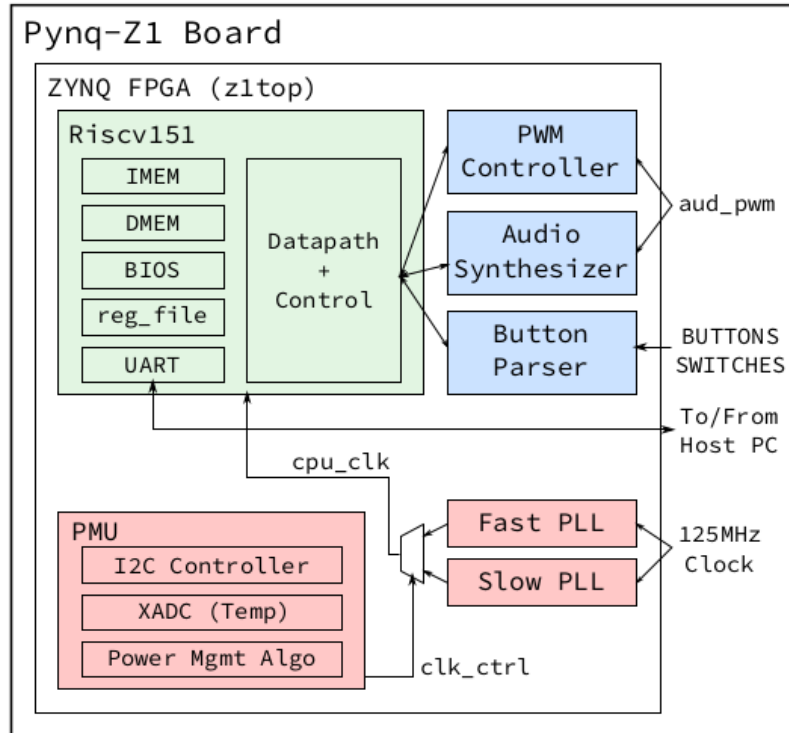 Pynq-Z1 Board
ZYNQ FPGA (z1top)
Riscv151
IMEM
DMEM
BIOS
reg_file
UART
Datapath
+
Control
PWM
Controller
Audio
Synthesizer
Button
Parser
aud_pwm
BUTTONS
SWITCHES
To/From
Host PC
cpu_clk
PMU
I2C Controller
XADC (Temp)
Power Mgmt Algo
clk_ctrl
Fast PLL
Slow PLL
125MHz
Clock